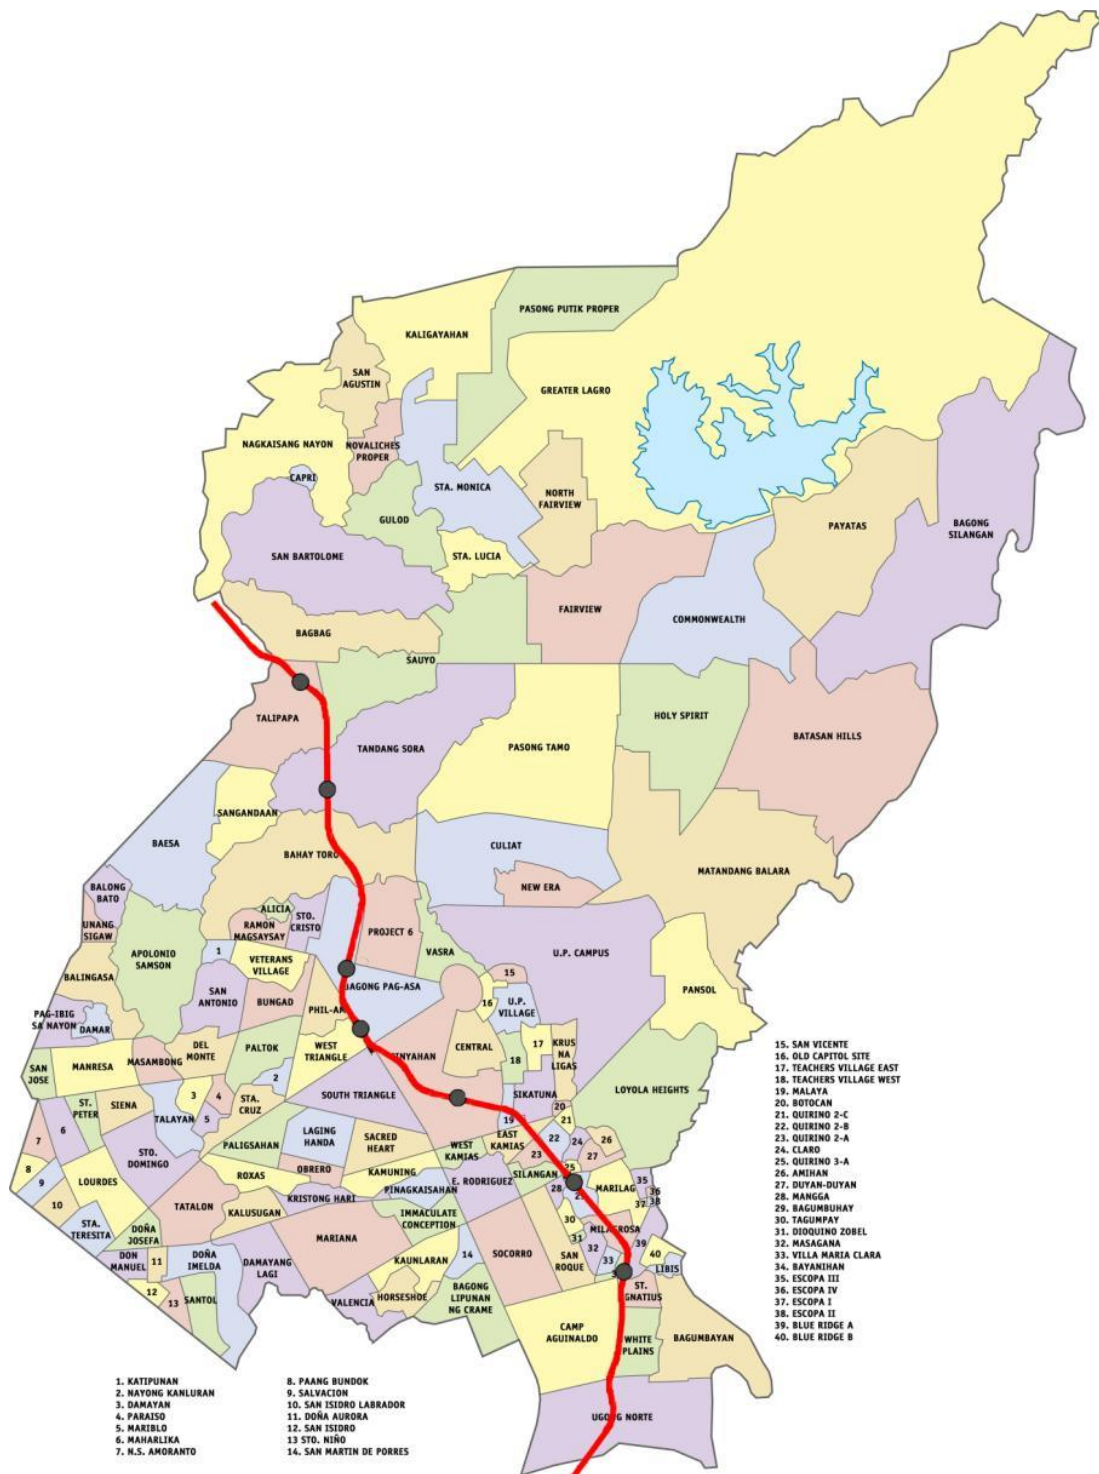 PASONG PUTIK PROPER
KALIGAYAHAN
SAN
AGUSTIN
GREATER LAGRO
NAGKAISANG NAYON
NOVALICHES
PROPER
CAPRI
STA. MONICA
NORTH
FAIRVIEW
GULOD
PAYATAS
BAGONG
SILANGAN
SAN BARTOLOME
STA. LUCIA
FAIRVIEW
COMMONWEALTH
BAGBAG
SAUYO
TALIPAPA
HOLY SPIRIT
BATASAN HILLS
TANDANG SORA
PASONG TAMO
SANGANDAAN
BAESA
BAHAY TORO
CULIAT
MATANDANG BALARA
NEW ERA
BALONG
BATO
ALICIA
STO.
CRISTO
UNANG
SIGAW
RAMON
MAGSAYSAY
PROJECT 6
APOLONIO
SAMSON
1
VETERANS
VILLAGE
VASRA
U.P. CAMPUS
BALINGASA
15
PANSOL
SAN
ANTONIO
BUNGAD
BAGONG PAG-ASA
16
U.P.
VILLAGE
PAG-IBIG
SA NAYON
DAMAR
PHIL-AM
DEL
MONTE
PALTOK
WEST
TRIANGLE
PINYAHAN
CENTRAL
17
KRUS
NA
LIGAS
SAN
JOSE
MANRESA
MASAMBONG
18
2
SOUTH TRIANGLE
SIKATUNA
LOYOLA HEIGHTS
ST.
PETER
SIENA
3
4
STA.
CRUZ
TALAYAN
5
20
19
21
6
7
LAGING
HANDA
SACRED
HEART
WEST
KAMIAS
EAST
KAMIAS
22
24
26
PALIGSAHAN
STO.
DOMINGO
23
27
8
9
10
LOURDES
ROXAS
OBRERO
KAMUNING
E. RODRIGUEZ
SILANGAN
25
PINAGKAISAHAN
28
MARILAG
35
36
38
37
TATALON
KALUSUGAN
KRISTONG HARI
IMMACULATE
CONCEPTION
30
MILAGROSA
STA.
TERESITA
DOÑA
JOSEFA
MARIANA
31
32
39
DON
MANUEL
11
DOÑA
IMELDA
DAMAYANG
LAGI
KAUNLARAN
14
SOCORRO
SAN
ROQUE
33
40
LIBIS
12
13
SANTOL
VALENCIA
HORSESHOE
BAGONG
LIPUNAN
NG CRAME
ST.
IGNATIUS
CAMP
AGUINALDO
WHITE
PLAINS
BAGUMBAYAN
UGONG NORTE
15. SAN VICENTE
16. OLD CAPITOL SITE
17. TEACHERS VILLAGE EAST
18. TEACHERS VILLAGE WEST
19. MALAYA
20. BOTOCAN
21. QUIRINO 2-C
22. QUIRINO 2-B
23. QUIRINO 2-A
24. CLARO
25. QUIRINO 3-A
26. AMIHAN
27. DUYAN-DUYAN
28. MANGGA
29. BAGUMBUHAY
30. TAGUMPAY
31. DIOQUINO ZOBEL
32. MASAGANA
33. VILLA MARIA CLARA
34. BAYANIHAN
35. ESCOPA III
36. ESCOPA IV
37. ESCOPA I
38. ESCOPA II
39. BLUE RIDGE A
40. BLUE RIDGE B
1. KATIPUNAN
2. NAYONG KANLURAN
3. DAMAYAN
4. PARAISO
5. MARIBLO
6. MAHARLIKA
7. N.S. AMORANTO
8. PAANG BUNDOK
9. SALVACION
10. SAN ISIDRO LABRADOR
11. DOÑA AURORA
12. SAN ISIDRO
13 STO. NIÑO
14. SAN MARTIN DE PORRES